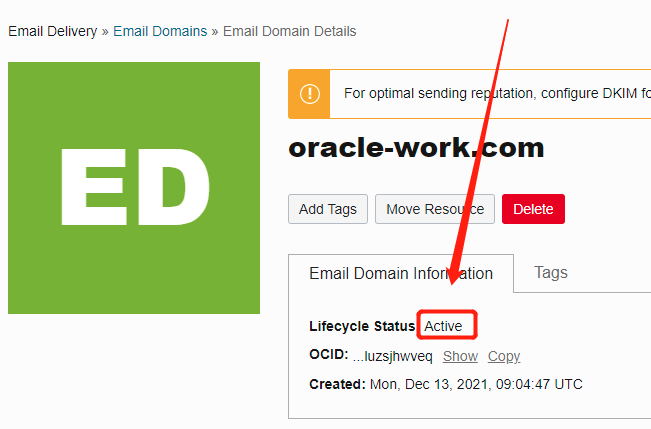 Email Delivery » Email Domains » Email Domain Details
ED
For optimal sending reputation, configure DKIM fo
oracle-work.com
Add Tags Move Resource Delete
Email Domain Information Tags
Lifecycle Status: Active
OCID: ...luzsjhwveq Show Copy
Created: Mon, Dec 13, 2021, 09:04:47 UTC